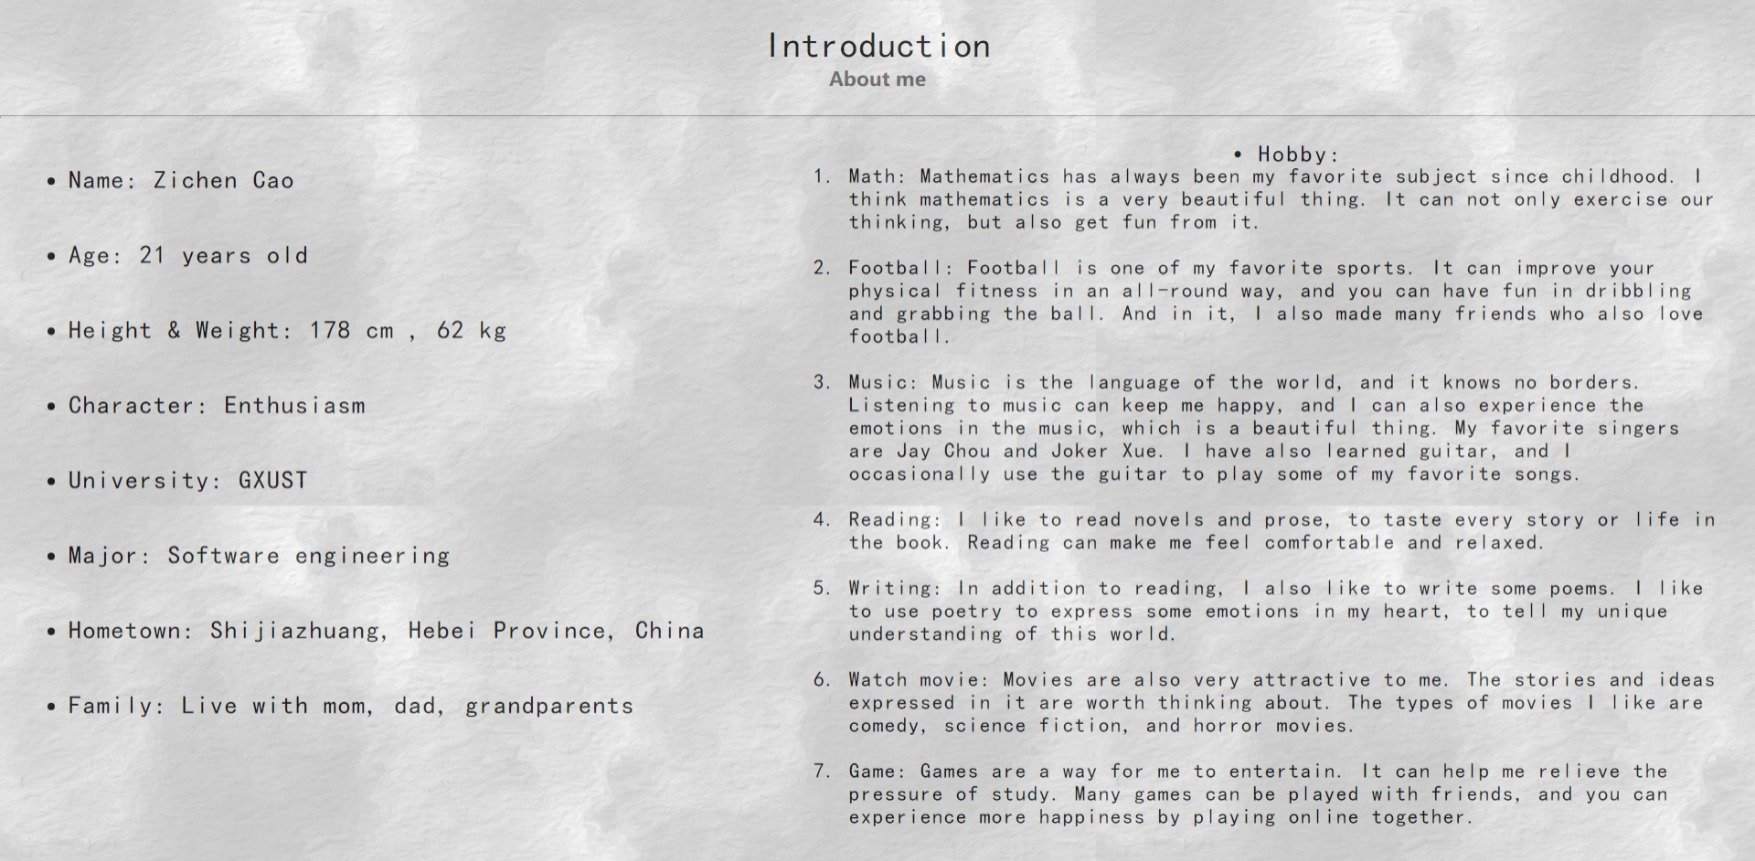 Introduction
About me
• Name: Zichen Cao
• Age: 21 years old
• Height & Weight: 178 cm , 62 kg
• Character: Enthusiasm
• University: GXUST
• Major: Software engineering
• Hometown: Shijiazhuang, Hebei Province, China
• Family: Live with mom, dad, grandparents
• Hobby:
1. Math: Mathematics has always been my favorite subject since childhood. I
think mathematics is a very beautiful thing. It can not only exercise our
thinking, but also get fun from it.
2. Football: Football is one of my favorite sports. It can improve your
physical fitness in an all-round way, and you can have fun in dribbling
and grabbing the ball. And in it, I also made many friends who also love
football.
3. Music: Music is the language of the world, and it knows no borders.
Listening to music can keep me happy, and I can also experience the
emotions in the music, which is a beautiful thing. My favorite singers
are Jay Chou and Joker Xue. I have also learned guitar, and I
occasionally use the guitar to play some of my favorite songs.
4. Reading: I like to read novels and prose, to taste every story or life in
the book. Reading can make me feel comfortable and relaxed.
5. Writing: In addition to reading, I also like to write some poems. I like
to use poetry to express some emotions in my heart, to tell my unique
understanding of this world.
6. Watch movie: Movies are also very attractive to me. The stories and ideas
expressed in it are worth thinking about. The types of movies I like are
comedy, science fiction, and horror movies.
7. Game: Games are a way for me to entertain. It can help me relieve the
pressure of study. Many games can be played with friends, and you can
experience more happiness by playing online together.